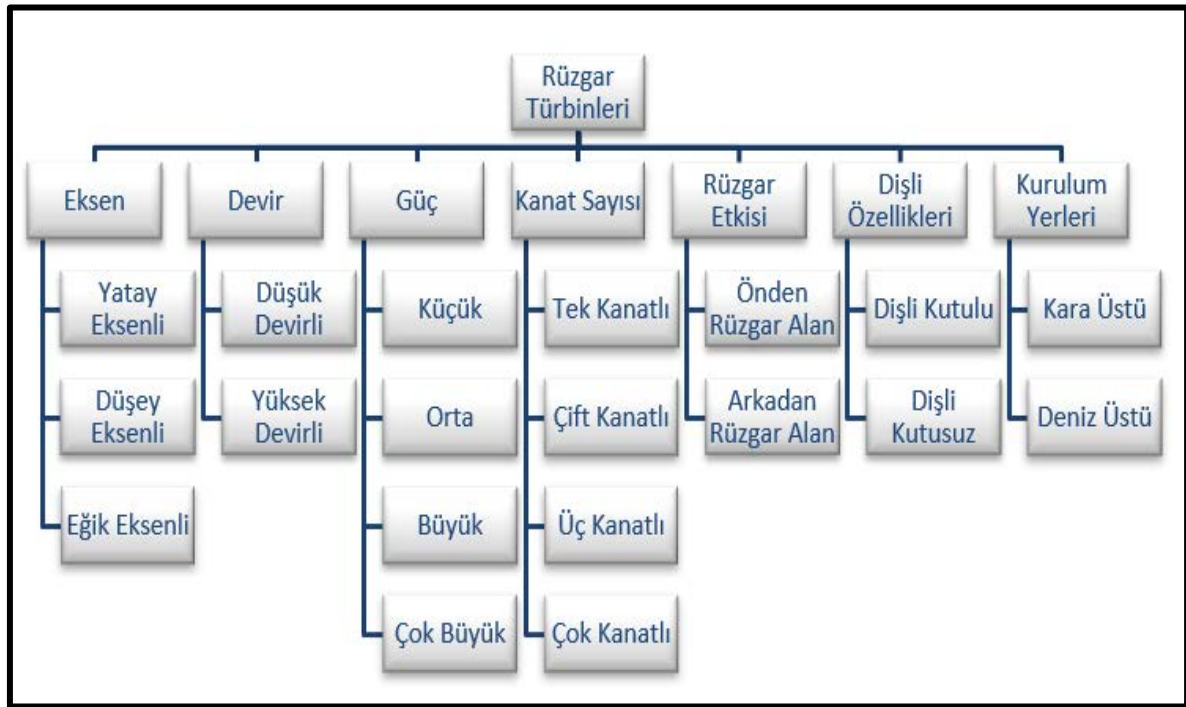 Rüzgar
Türbinleri
Eksen
Devir
Güç
Kanat Sayısı
Rüzgar
Etkisi
Dişli
Özellikleri
Kurulum
Yerleri
Yatay
Eksenli
Düşey
Eksenli
Eğik Eksenli
Düşük
Devirli
Yüksek
Devirli
Küçük
Orta
Büyük
Çok Büyük
Tek Kanatlı
Çift Kanatlı
Üç Kanatlı
Çok Kanatlı
Önden
Rüzgar Alan
Arkadan
Rüzgar Alan
Dişli Kutulu
Dişli
Kutusuz
Kara Üstü
Deniz Üstü